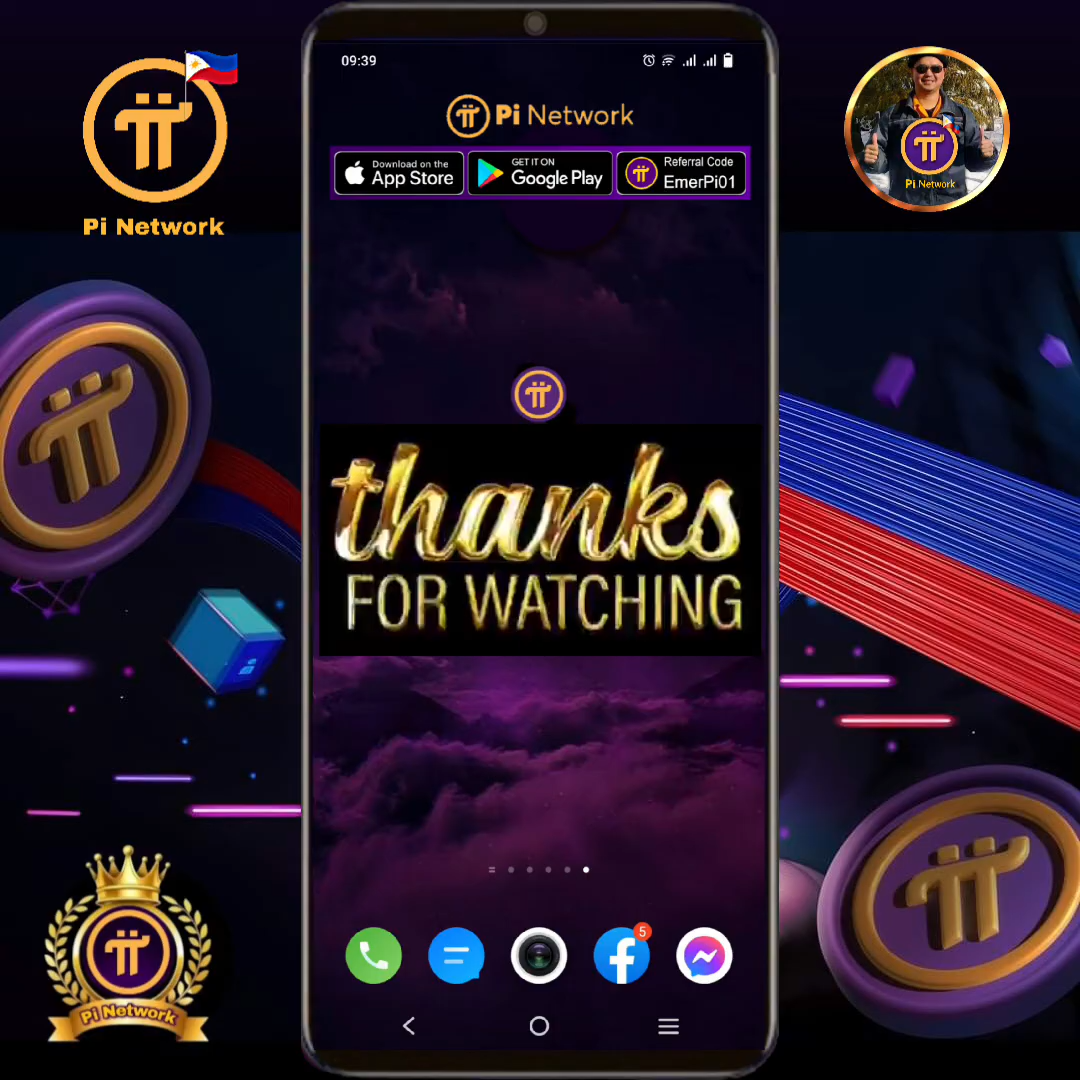 Pi Network
09:39
Pi Network
Download on the
App Store
GET IT ON
Google Play
Referral Code
EmerPi01
Pi Network
thanks
FOR WATCHING
5
Pi Network